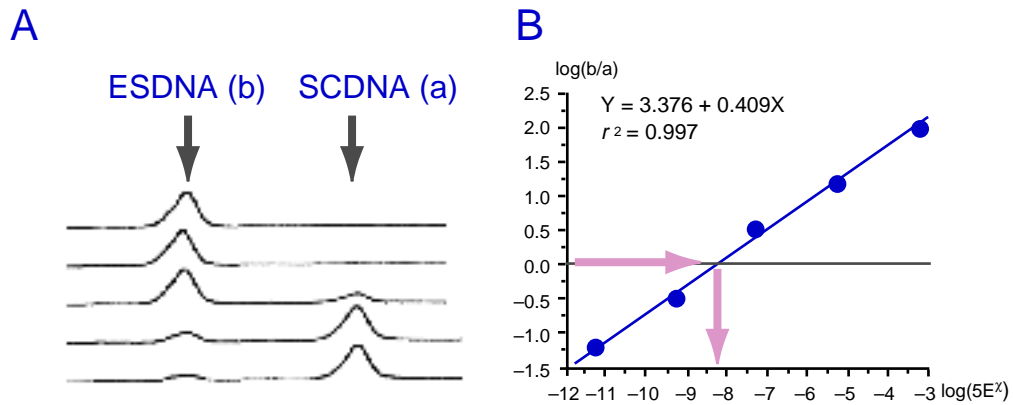 A
ESDNA (b) SCDNA (a)
B
log(b/a)
Y = 3.376 + 0.409X
r 2 = 0.997
2.5
2.0
1.5
1.0
0.5
0.0
–0.5
–1.0
–1.5
–12 –11 –10 –9 –8 –7 –6 –5 –4 –3 log(5Eᵡ)